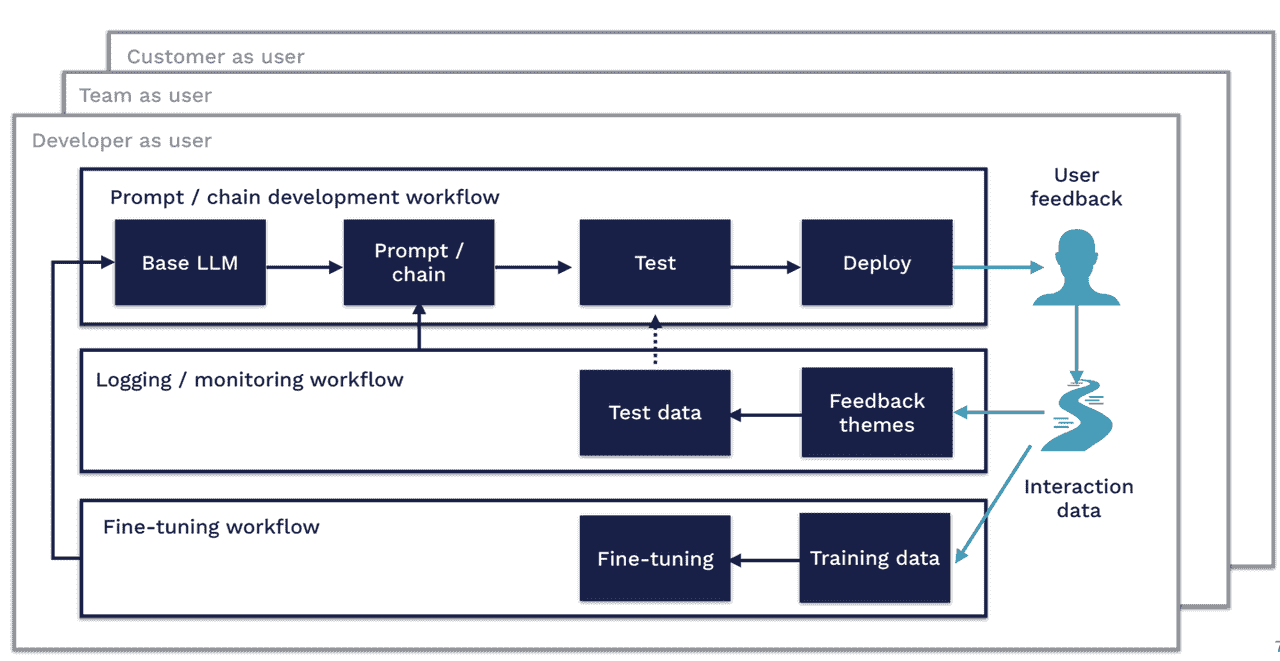 Customer as user
Team as user
Developer as user
User
feedback
Prompt / chain development workflow
Base LLM
Prompt /
chain
Test
Deploy
Logging / monitoring workflow
Test data
Feedback
themes
Interaction
data
Fine-tuning workflow
Fine-tuning
Training data
7